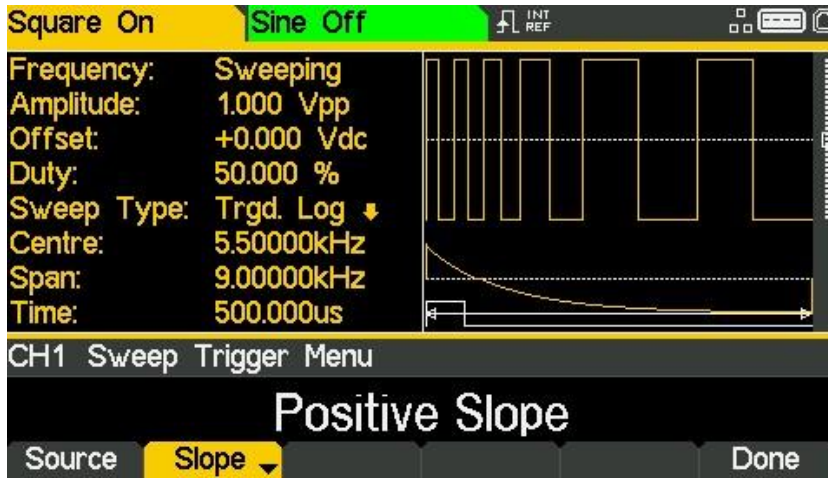 Square On Sine Off INT REF
Frequency: Sweeping
Amplitude: 1.000 Vpp
Offset: +0.000 Vdc
Duty: 50.000 %
Sweep Type: Trgd. Log
Centre: 5.50000kHz
Span: 9.00000kHz
Time: 500.000us
CH1 Sweep Trigger Menu
Positive Slope
Source Slope Done